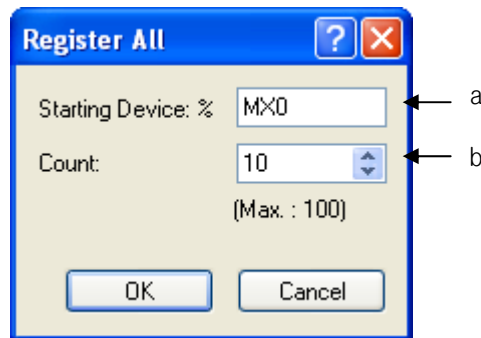 Register All
Starting Device: % MX0 a
Count: 10 b
(Max. : 100)
OK Cancel